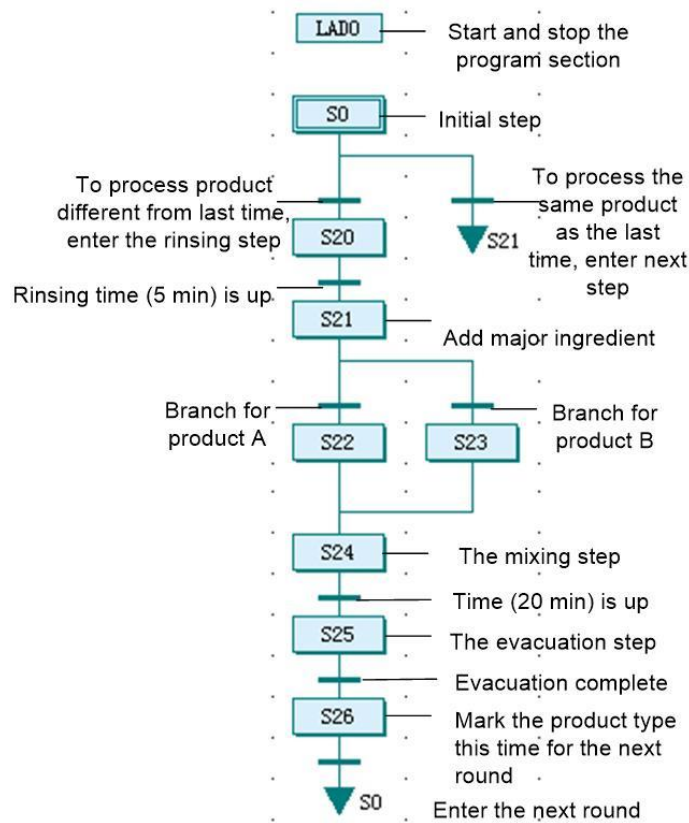 LAD0
Start and stop the
program section
S0
Initial step
To process product
different from last time,
enter the rinsing step
To process the
same product
as the last
time, enter next
step
S20
S21
Rinsing time (5 min) is up
S21
Add major ingredient
Branch for
product A
Branch for
product B
S22
S23
S24
The mixing step
Time (20 min) is up
S25
The evacuation step
Evacuation complete
S26
Mark the product type
this time for the next
round
S0
Enter the next round